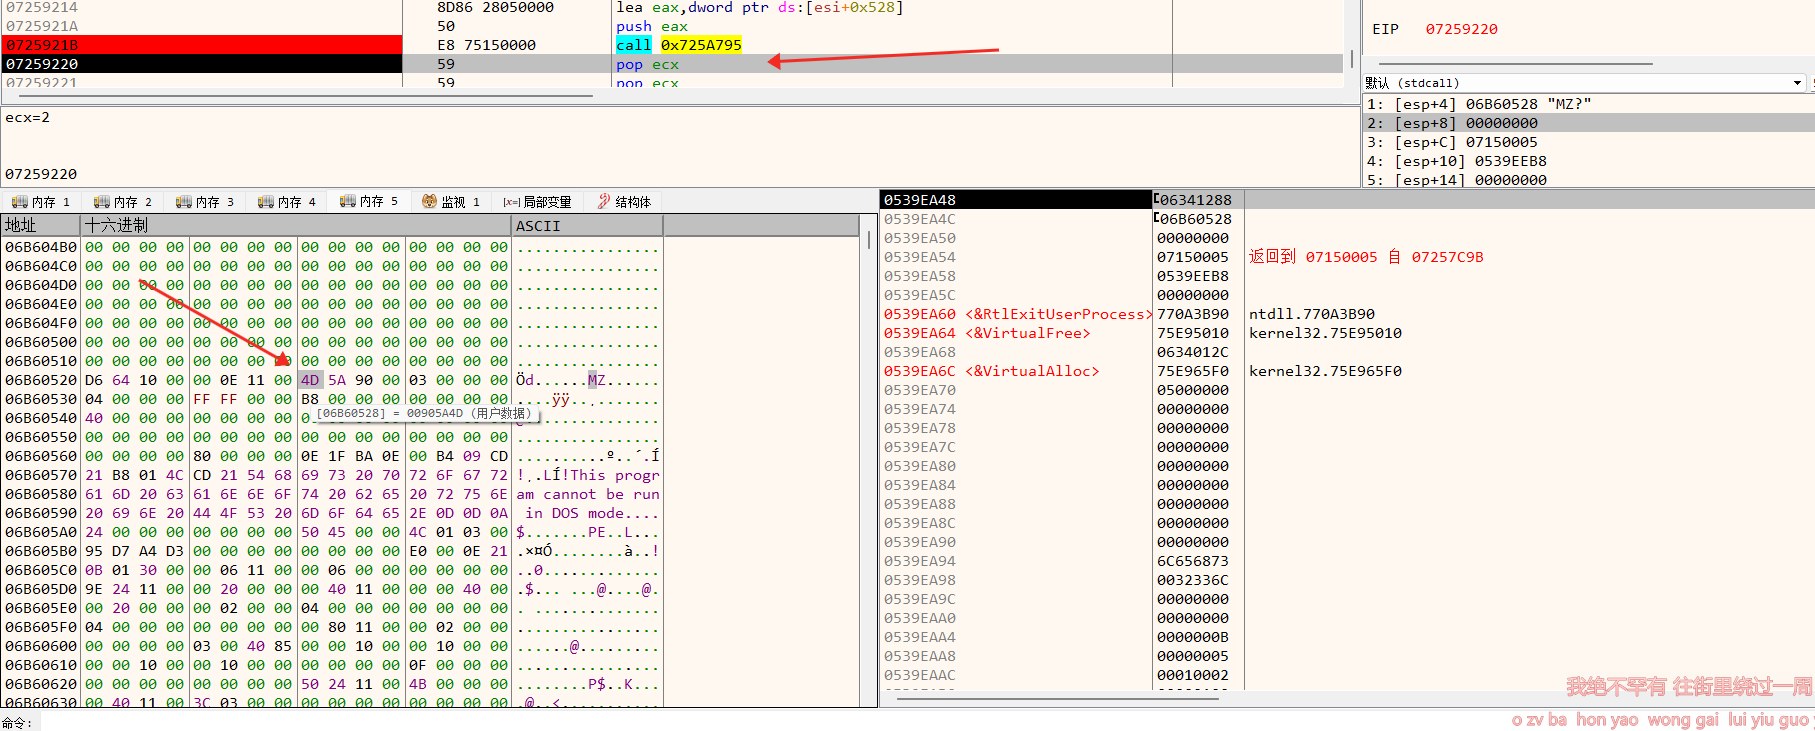 07259214 8D86 28050000 lea eax,dword ptr ds:[esi+0x528]
0725921A 50 push eax
0725921B E8 75150000 call 0x725A795
07259220 59 pop ecx
07259221 59 pop ecx
EIP 07259220
默认 (stdcall)
1: [esp+4] 06B60528 "MZ?"
2: [esp+8] 00000000
3: [esp+C] 07150005
4: [esp+10] 0539EEB8
5: [esp+14] 00000000
ecx=2
07259220
内存 1 内存 2 内存 3 内存 4 内存 5 监视 1 [x=]局部变量 结构体
地址 十六进制 ASCII
06B604B0 00 00 00 00 00 00 00 00 00 00 00 00 00 00 00 00 ................
06B604C0 00 00 00 00 00 00 00 00 00 00 00 00 00 00 00 00 ................
06B604D0 00 00 00 00 00 00 00 00 00 00 00 00 00 00 00 00 ................
06B604E0 00 00 00 00 00 00 00 00 00 00 00 00 00 00 00 00 ................
06B604F0 00 00 00 00 00 00 00 00 00 00 00 00 00 00 00 00 ................
06B60500 00 00 00 00 00 00 00 00 00 00 00 00 00 00 00 00 ................
06B60510 00 00 00 00 00 00 00 00 00 00 00 00 00 00 00 00 ................
06B60520 D6 64 10 00 00 0E 11 00 4D 5A 90 00 03 00 00 00 Öd......MZ......
06B60530 04 00 00 00 FF FF 00 00 B8 00 00 00 00 00 00 00 ....ÿÿ..¸.......
[06B60528] = 00905A4D (用户数据)
06B60540 40 00 00 00 00 00 00 00
06B60550 00 00 00 00 00 00 00 00 00 00 00 00 00 00 00 00 ................
06B60560 00 00 00 00 80 00 00 00 0E 1F BA 0E 00 B4 09 CD ..........º..´.Í
06B60570 21 B8 01 4C CD 21 54 68 69 73 20 70 72 6F 67 72 !¸.LÍ!This progr
06B60580 61 6D 20 63 61 6E 6E 6F 74 20 62 65 20 72 75 6E am cannot be run
06B60590 20 69 6E 20 44 4F 53 20 6D 6F 64 65 2E 0D 0D 0A in DOS mode....
06B605A0 24 00 00 00 00 00 00 00 50 45 00 00 4C 01 03 00 $.......PE..L...
06B605B0 95 D7 A4 D3 00 00 00 00 00 00 00 00 E0 00 0E 21 .×¤Ó........à..!
06B605C0 0B 01 30 00 00 06 11 00 00 06 00 00 00 00 00 00 ..0.............
06B605D0 9E 24 11 00 00 20 00 00 00 40 11 00 00 00 40 00 .$... ...@....@.
06B605E0 00 20 00 00 00 02 00 00 04 00 00 00 00 00 00 00 . ..............
06B605F0 04 00 00 00 00 00 00 00 00 80 11 00 00 02 00 00 ................
06B60600 00 00 00 00 03 00 40 85 00 00 10 00 00 10 00 00 ......@.........
06B60610 00 00 10 00 00 10 00 00 00 00 00 00 0F 00 00 00 ................
06B60620 00 00 00 00 00 00 00 00 50 24 11 00 4B 00 00 00 ........P$..K...
06B60630 00 40 11 00 3C 03 00 00 00 00 00 00 00 00 00 00 .@..<...........
0539EA48 06341288
0539EA4C 06B60528
0539EA50 00000000
0539EA54 07150005 返回到 07150005 自 07257C9B
0539EA58 0539EEB8
0539EA5C 00000000
0539EA60 <&RtlExitUserProcess> 770A3B90 ntdll.770A3B90
0539EA64 <&VirtualFree> 75E95010 kernel32.75E95010
0539EA68 0634012C
0539EA6C <&VirtualAlloc> 75E965F0 kernel32.75E965F0
0539EA70 05000000
0539EA74 00000000
0539EA78 00000000
0539EA7C 00000000
0539EA80 00000000
0539EA84 00000000
0539EA88 00000000
0539EA8C 00000000
0539EA90 00000000
0539EA94 6C656873
0539EA98 0032336C
0539EA9C 00000000
0539EAA0 00000000
0539EAA4 0000000B
0539EAA8 00000005
0539EAAC 00010002
我绝不罕有 往街里绕过一周
o zv ba hon yao wong gai lui yiu guo
命令: